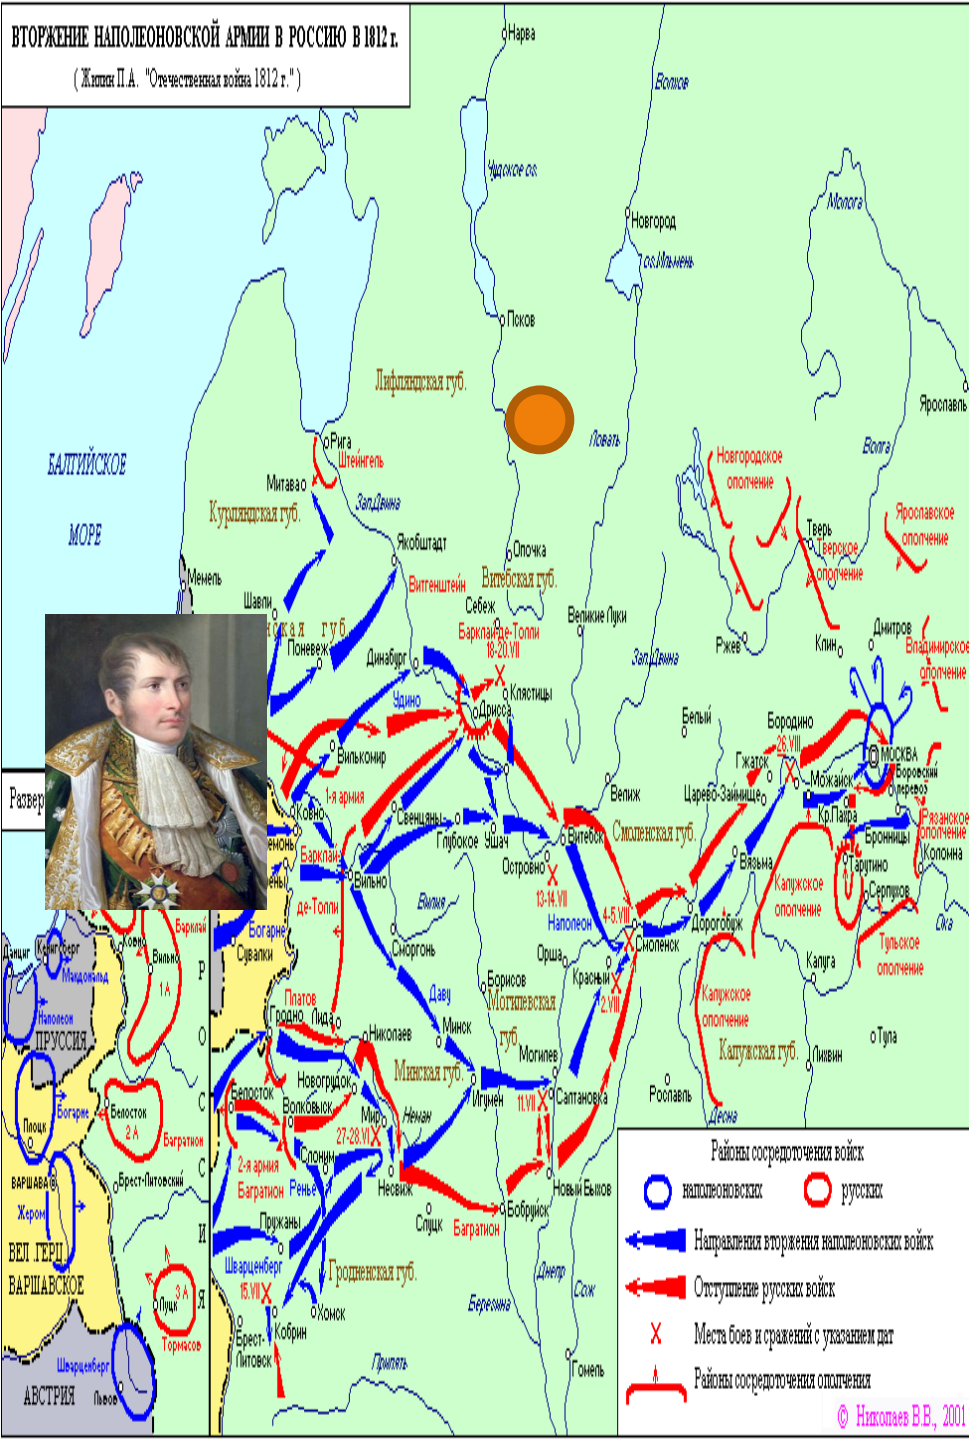 ВТОРЖЕНИЕ НАПОЛЕОНОВСКОЙ АРМИИ В РОССИЮ В 1812 г.
( Жилин П.А. "Отечественная война 1812 г." )
Нарва
Волхов
Чудское оз.
Новгород
оз.Ильмень
Молога
Псков
Лифляндская губ.
Ярославль
Ловать
Волга
Рига
Штейнгель
Митава
Зап.Двина
Курляндская губ.
БАЛТИЙСКОЕ
МОРЕ
Новгородское
ополчение
Ярославское
ополчение
Тверь
Тверское
ополчение
Якобштадт
Опочка
Витгенштейн
Витебская губ.
Мемель
Шавли
Себеж
Барклай-де-Толли
18-20.VII
Великие Луки
Ржев
Клин
Дмитров
Владимирское
ополчение
ская губ.
Поневеж
Динабург
Зап.Двина
Удино
Клястицы
Дрисса
Белый
Бородино
26.VIII
Вилькомир
Гжатск
МОСКВА
Можайск
Боровский
перевоз
Развер
1-я армия
Ковно
Свенцяны
Глубокое
Ушач
Витебск
Велиж
Царево-Займище
Кр.Пахра
Смоленская губ.
Бронницы
Рязанское
ополчение
Барклай-
де-Толли
Вильно
Островно
13-14.VII
Вязьма
Тарутино
Коломна
Калужское
ополчение
Серпухов
Вилия
Наполеон
4-5.VIII
Дорогобуж
Ока
Богарне
Сувалки
Сморгонь
Орша
Смоленск
Красный
2.VIII
Тульское
ополчение
Калуга
Данциг
Кенигсберг
Макдональд
Наполеон
ПРУССИЯ
Ковно
Вильно
Барклай
1 А
Р
О
С
С
И
Я
Борисов
Даву
Могилевская
губ.
Калужское
ополчение
Платов
Гродно
Лида
Николаев
Минск
Калужская губ.
Тула
Лихвин
Новогрудок
Минская губ.
Могилев
Игумен
Салтановка
Рославль
Десна
11.VII
Белосток
Волковыск
Мир
27-28.VI
Неман
Богарне
Плоцк
Белосток
2 А
Багратион
2-я армия
Багратион
Слоним
Ренье
Несвиж
Новый Быхов
ВАРШАВА
Жером
Брест-Литовский
Слуцк
Бобруйск
Багратион
Пружаны
Шварценберг
15.VII
Гродненская губ.
Днепр
Сож
Березина
ВЕЛ. ГЕРЦ.
ВАРШАВСКОЕ
3 А
Луцк
Тормасов
Хомск
Кобрин
Брест-
Литовск
Припять
Гомель
Шварценберг
Львов
АВСТРИЯ
Районы сосредоточения войск
наполеоновских
русских
Направления вторжения наполеоновских войск
Отступление русских войск
Места боев и сражений с указанием дат
Районы сосредоточения ополчения
© Николаев В.В., 2001